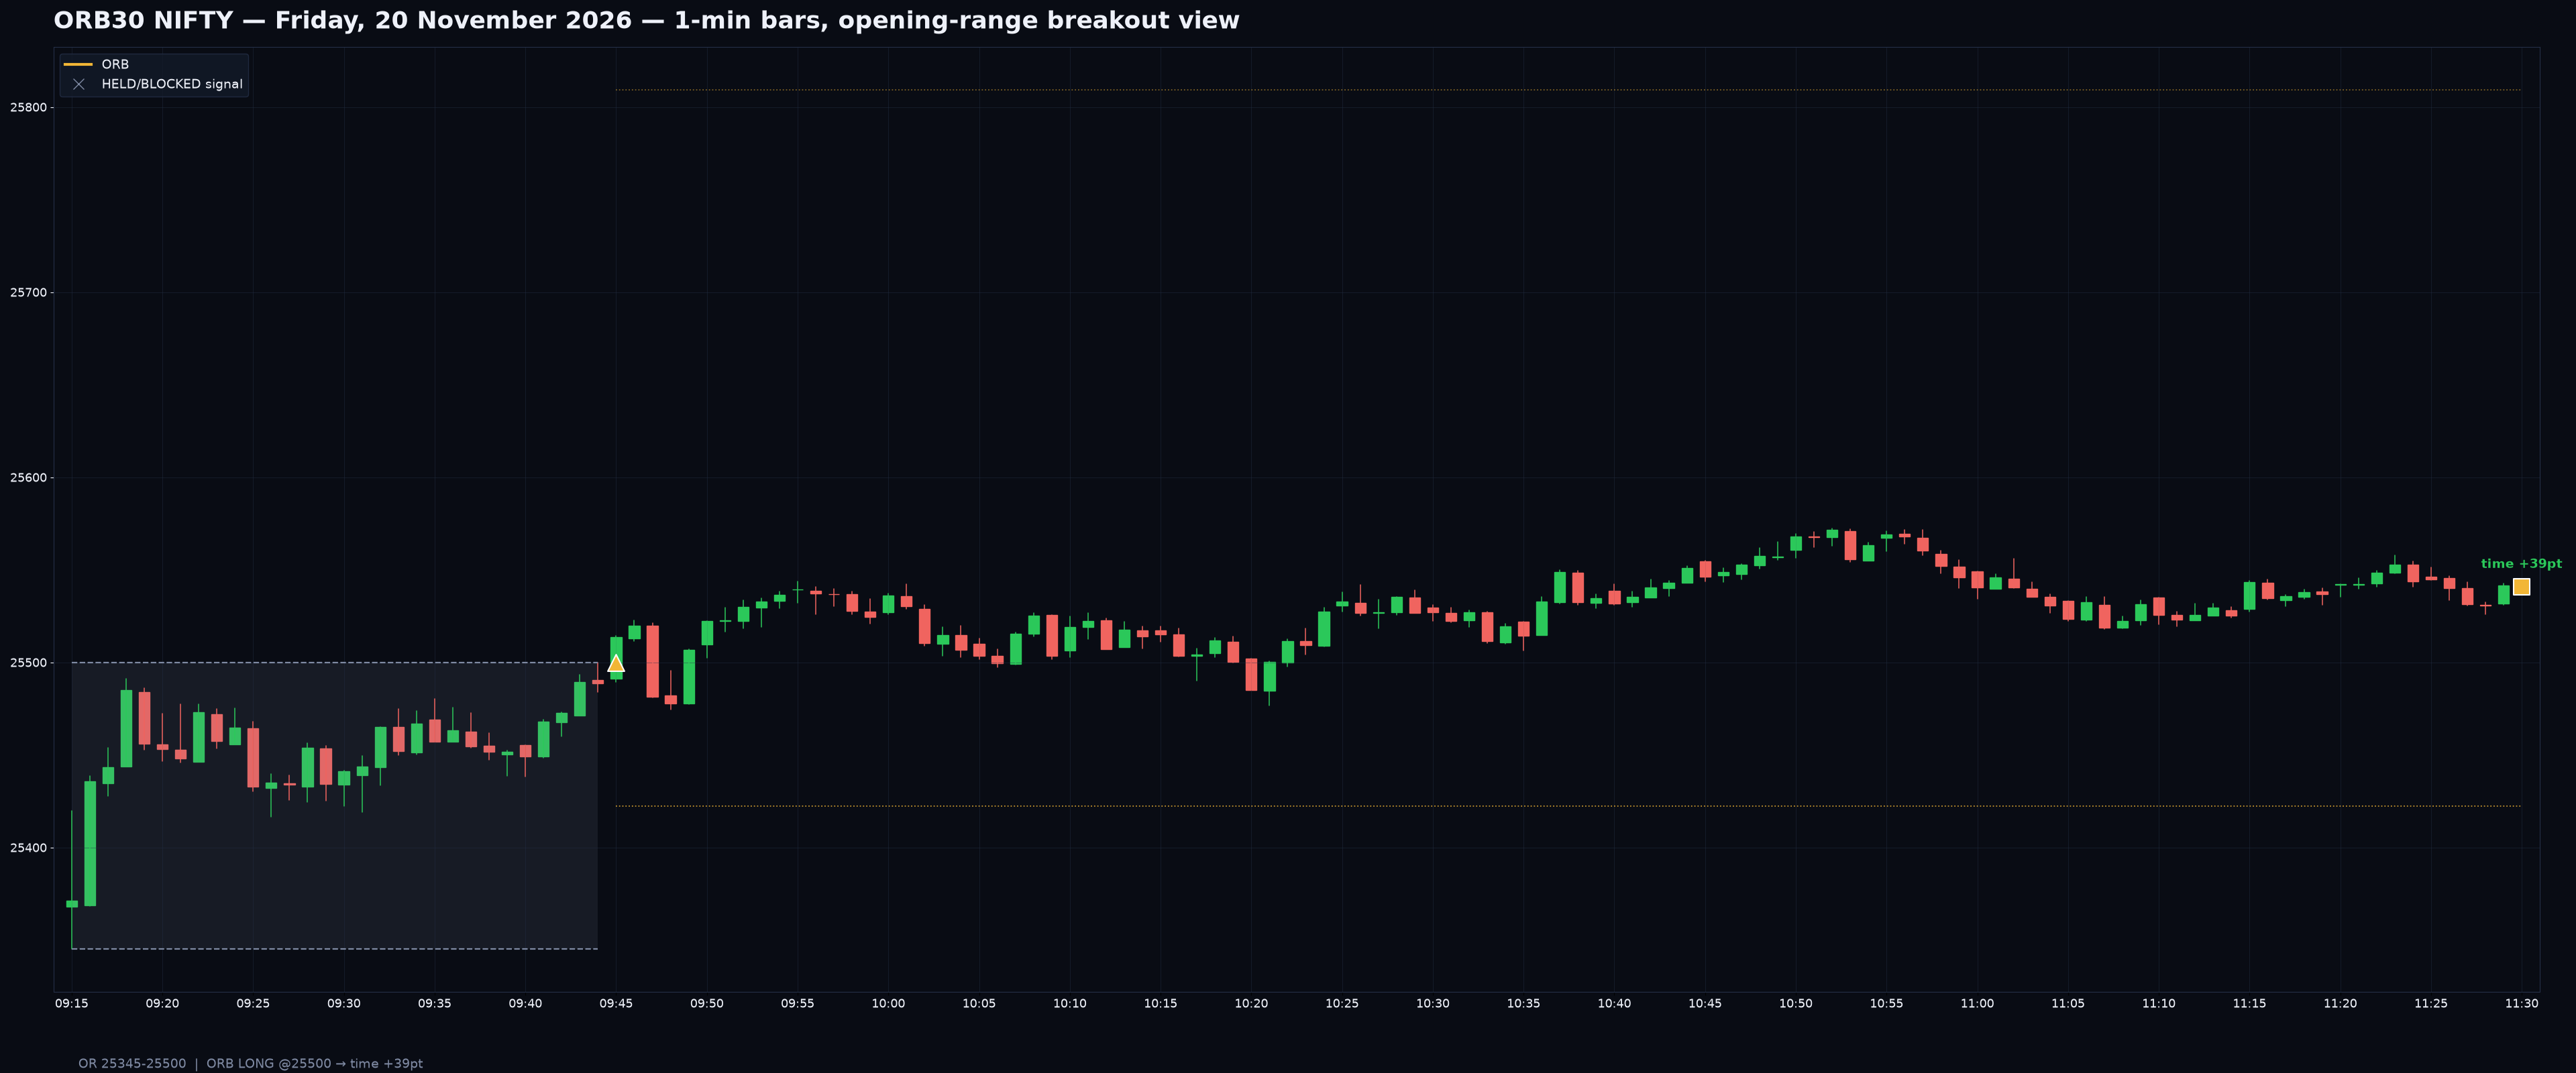 ORB30 NIFTY — Friday, 20 November 2026 — 1-min bars, opening-range breakout view
ORB
HELD/BLOCKED signal
25800
25700
25600
25500
25400
time +39pt
09:15 09:20 09:25 09:30 09:35 09:40 09:45 09:50 09:55 10:00 10:05 10:10 10:15 10:20 10:25 10:30 10:35 10:40 10:45 10:50 10:55 11:00 11:05 11:10 11:15 11:20 11:25 11:30
OR 25345-25500 | ORB LONG @25500 → time +39pt